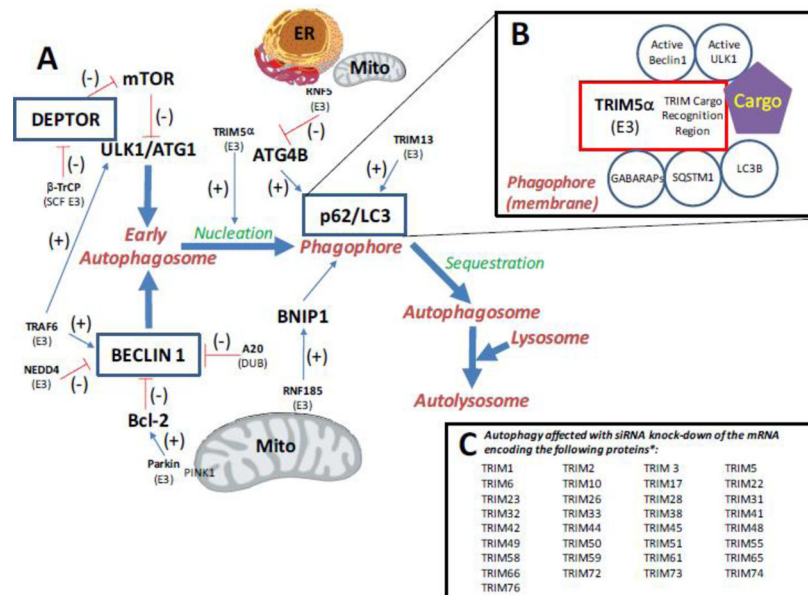 A
ER
Mito
RNF5
(E3)
(-)
mTOR
(-)
DEPTOR
(-)
ULK1/ATG1
(-)
β-TrCP
(SCF E3)
(+)
TRIM5α
(E3)
(+)
ATG4B
(-)
(+)
TRIM13
(E3)
(+)
p62/LC3
Nucleation
Phagophore
Early
Autophagosome
Sequestration
Autophagosome
Lysosome
Autolysosome
BNIP1
(+)
RNF185
(E3)
Mito
TRAF6
(E3)
(+)
BECLIN 1
(-)
A20
(DUB)
NEDD4
(E3)
(-)
(-)
Bcl-2
(+)
Parkin
(E3)
PINK1
B
Active
Beclin1
Active
ULK1
TRIM5α
(E3)
TRIM Cargo
Recognition
Region
Cargo
GABARAPs
SQSTM1
LC3B
Phagophore
(membrane)
C Autophagy affected with siRNA knock-down of the mRNA
encoding the following proteins*:
TRIM1 TRIM2 TRIM 3 TRIM5
TRIM6 TRIM10 TRIM17 TRIM22
TRIM23 TRIM26 TRIM28 TRIM31
TRIM32 TRIM33 TRIM38 TRIM41
TRIM42 TRIM44 TRIM45 TRIM48
TRIM49 TRIM50 TRIM51 TRIM55
TRIM58 TRIM59 TRIM61 TRIM65
TRIM66 TRIM72 TRIM73 TRIM74
TRIM76